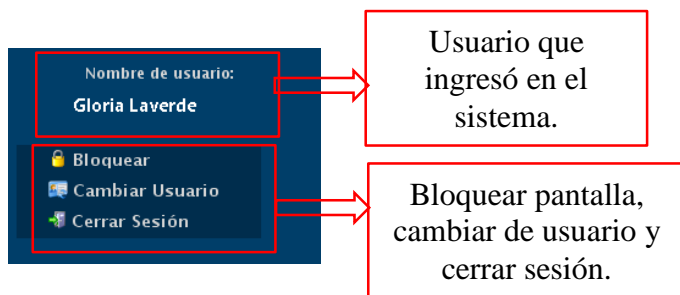 Nombre de usuario:
Gloria Laverde
Usuario que
ingresó en el
sistema.
Bloquear
Cambiar Usuario
Cerrar Sesión
Bloquear pantalla,
cambiar de usuario y
cerrar sesión.